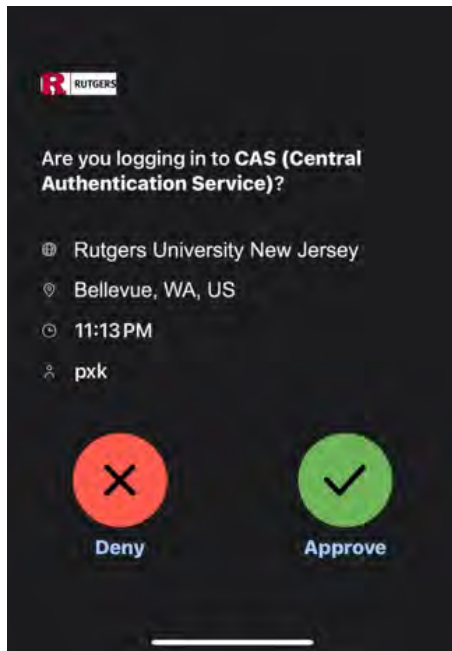 R RUTGERS
Are you logging in to CAS (Central
Authentication Service)?
Rutgers University New Jersey
Bellevue, WA, US
11:13 PM
pxk
Deny
Approve